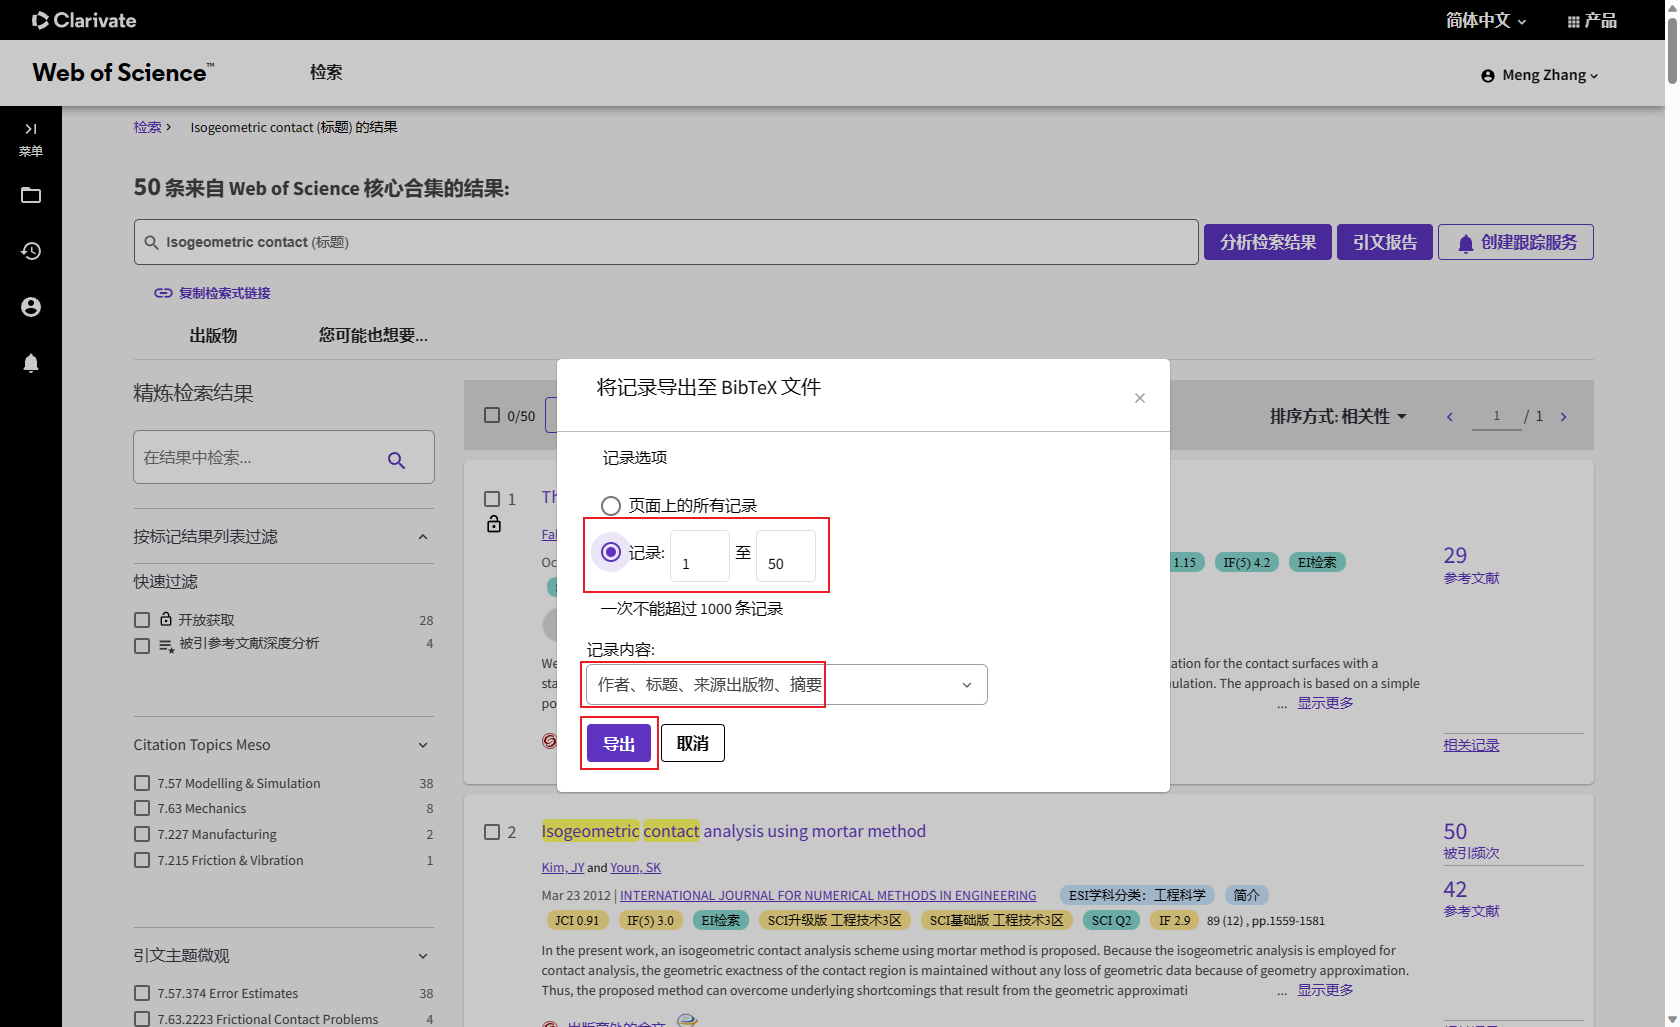 Clarivate
简体中文
产品
Web of Science™
检索
Meng Zhang
菜单
检索 > Isogeometric contact (标题) 的结果
50 条来自 Web of Science 核心合集的结果:
Isogeometric contact (标题)
分析检索结果
引文报告
创建跟踪服务
复制检索式链接
出版物
您可能也想要...
精炼检索结果
在结果中检索...
按标记结果列表过滤
快速过滤
开放获取 28
被引参考文献深度分析 4
Citation Topics Meso
7.57 Modelling & Simulation 38
7.63 Mechanics 8
7.227 Manufacturing 2
7.215 Friction & Vibration 1
引文主题微观
7.57.374 Error Estimates 38
7.63.2223 Frictional Contact Problems 4
0/50
排序方式: 相关性
1 / 1
将记录导出至 BibTeX 文件
×
记录选项
页面上的所有记录
记录: 1 至 50
一次不能超过 1000 条记录
记录内容:
作者、标题、来源出版物、摘要
导出
取消
1
1.15 IF(5) 4.2 EI检索
29
参考文献
ation for the contact surfaces with a
ulation. The approach is based on a simple
... 显示更多
相关记录
2 Isogeometric contact analysis using mortar method
Kim, JY and Youn, SK
Mar 23 2012 | INTERNATIONAL JOURNAL FOR NUMERICAL METHODS IN ENGINEERING ESI学科分类：工程科学 简介
JCI 0.91 IF(5) 3.0 EI检索 SCI升级版 工程技术3区 SCI基础版 工程技术3区 SCI Q2 IF 2.9 89 (12) , pp.1559-1581
In the present work, an isogeometric contact analysis scheme using mortar method is proposed. Because the isogeometric analysis is employed for
contact analysis, the geometric exactness of the contact region is maintained without any loss of geometric data because of geometry approximation.
Thus, the proposed method can overcome underlying shortcomings that result from the geometric approximati ... 显示更多
50
被引频次
42
参考文献